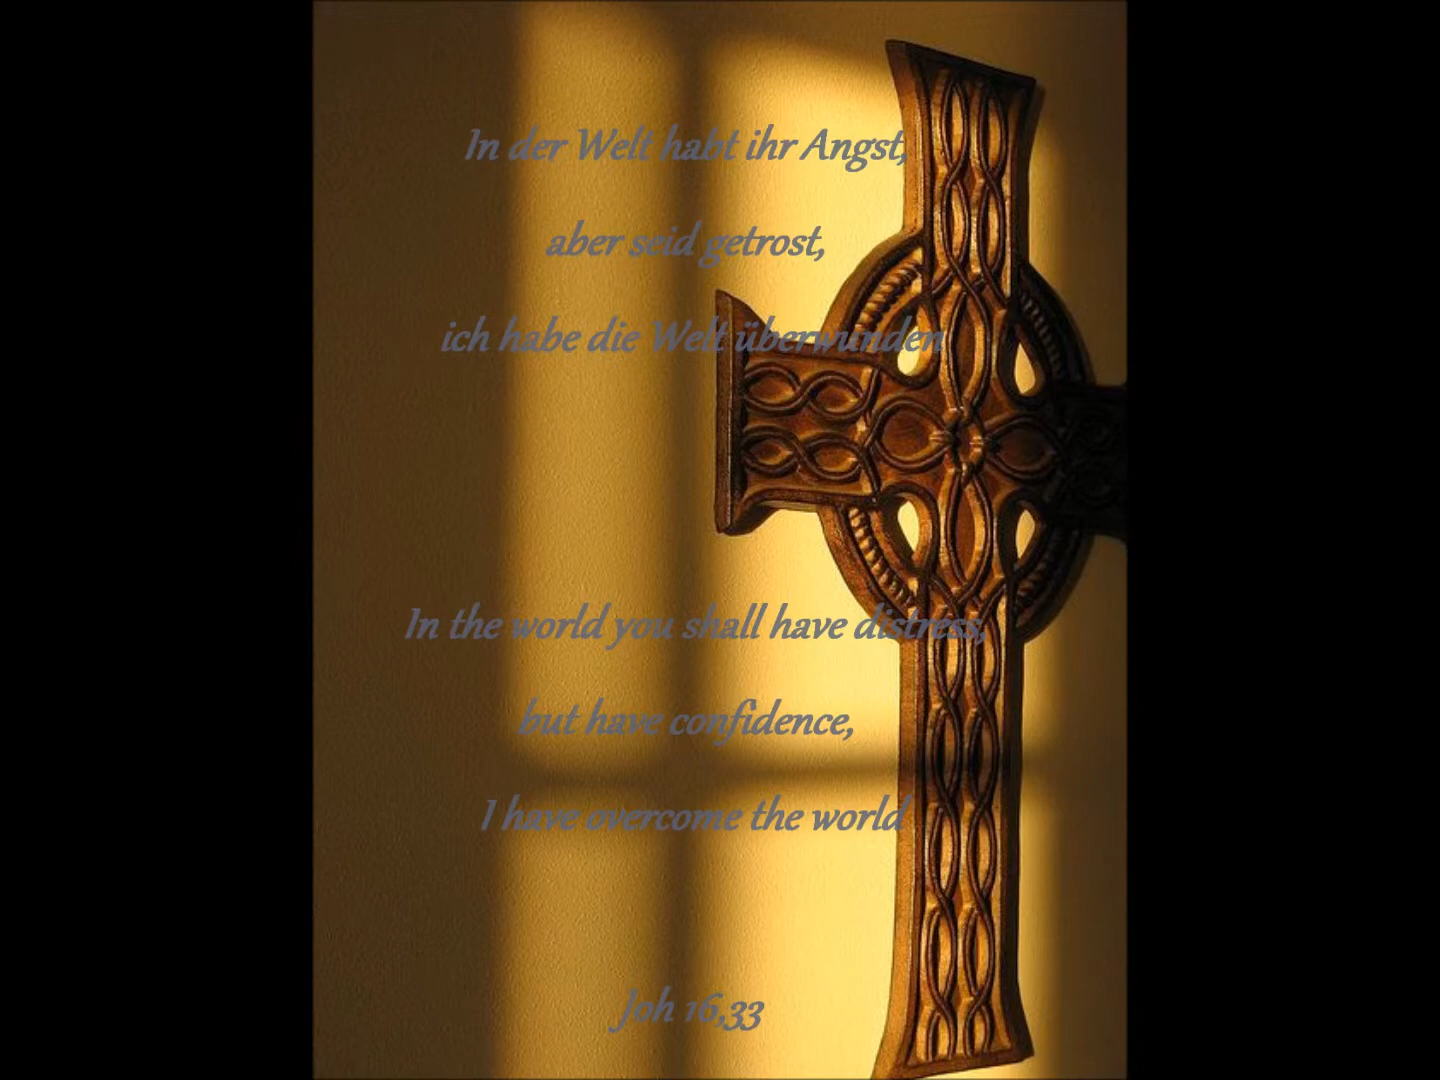 In der Welt habt ihr Angst,
aber seid getrost,
ich habe die Welt überwunden
In the world you shall have distress,
but have confidence,
I have overcome the world
Joh 16,33